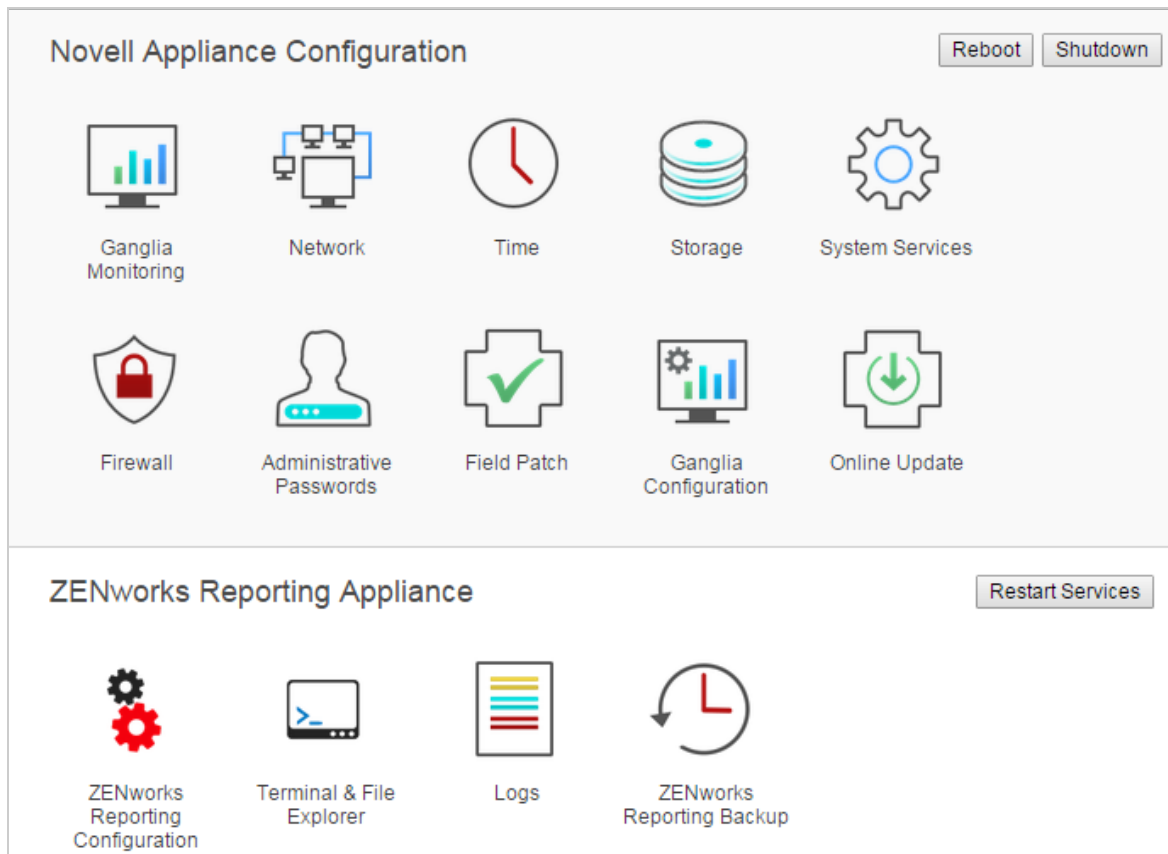 Novell Appliance Configuration
Reboot
Shutdown
Ganglia
Monitoring
Network
Time
Storage
System Services
Firewall
Administrative
Passwords
Field Patch
Ganglia
Configuration
Online Update
ZENworks Reporting Appliance
Restart Services
ZENworks
Reporting
Configuration
Terminal & File
Explorer
Logs
ZENworks
Reporting Backup